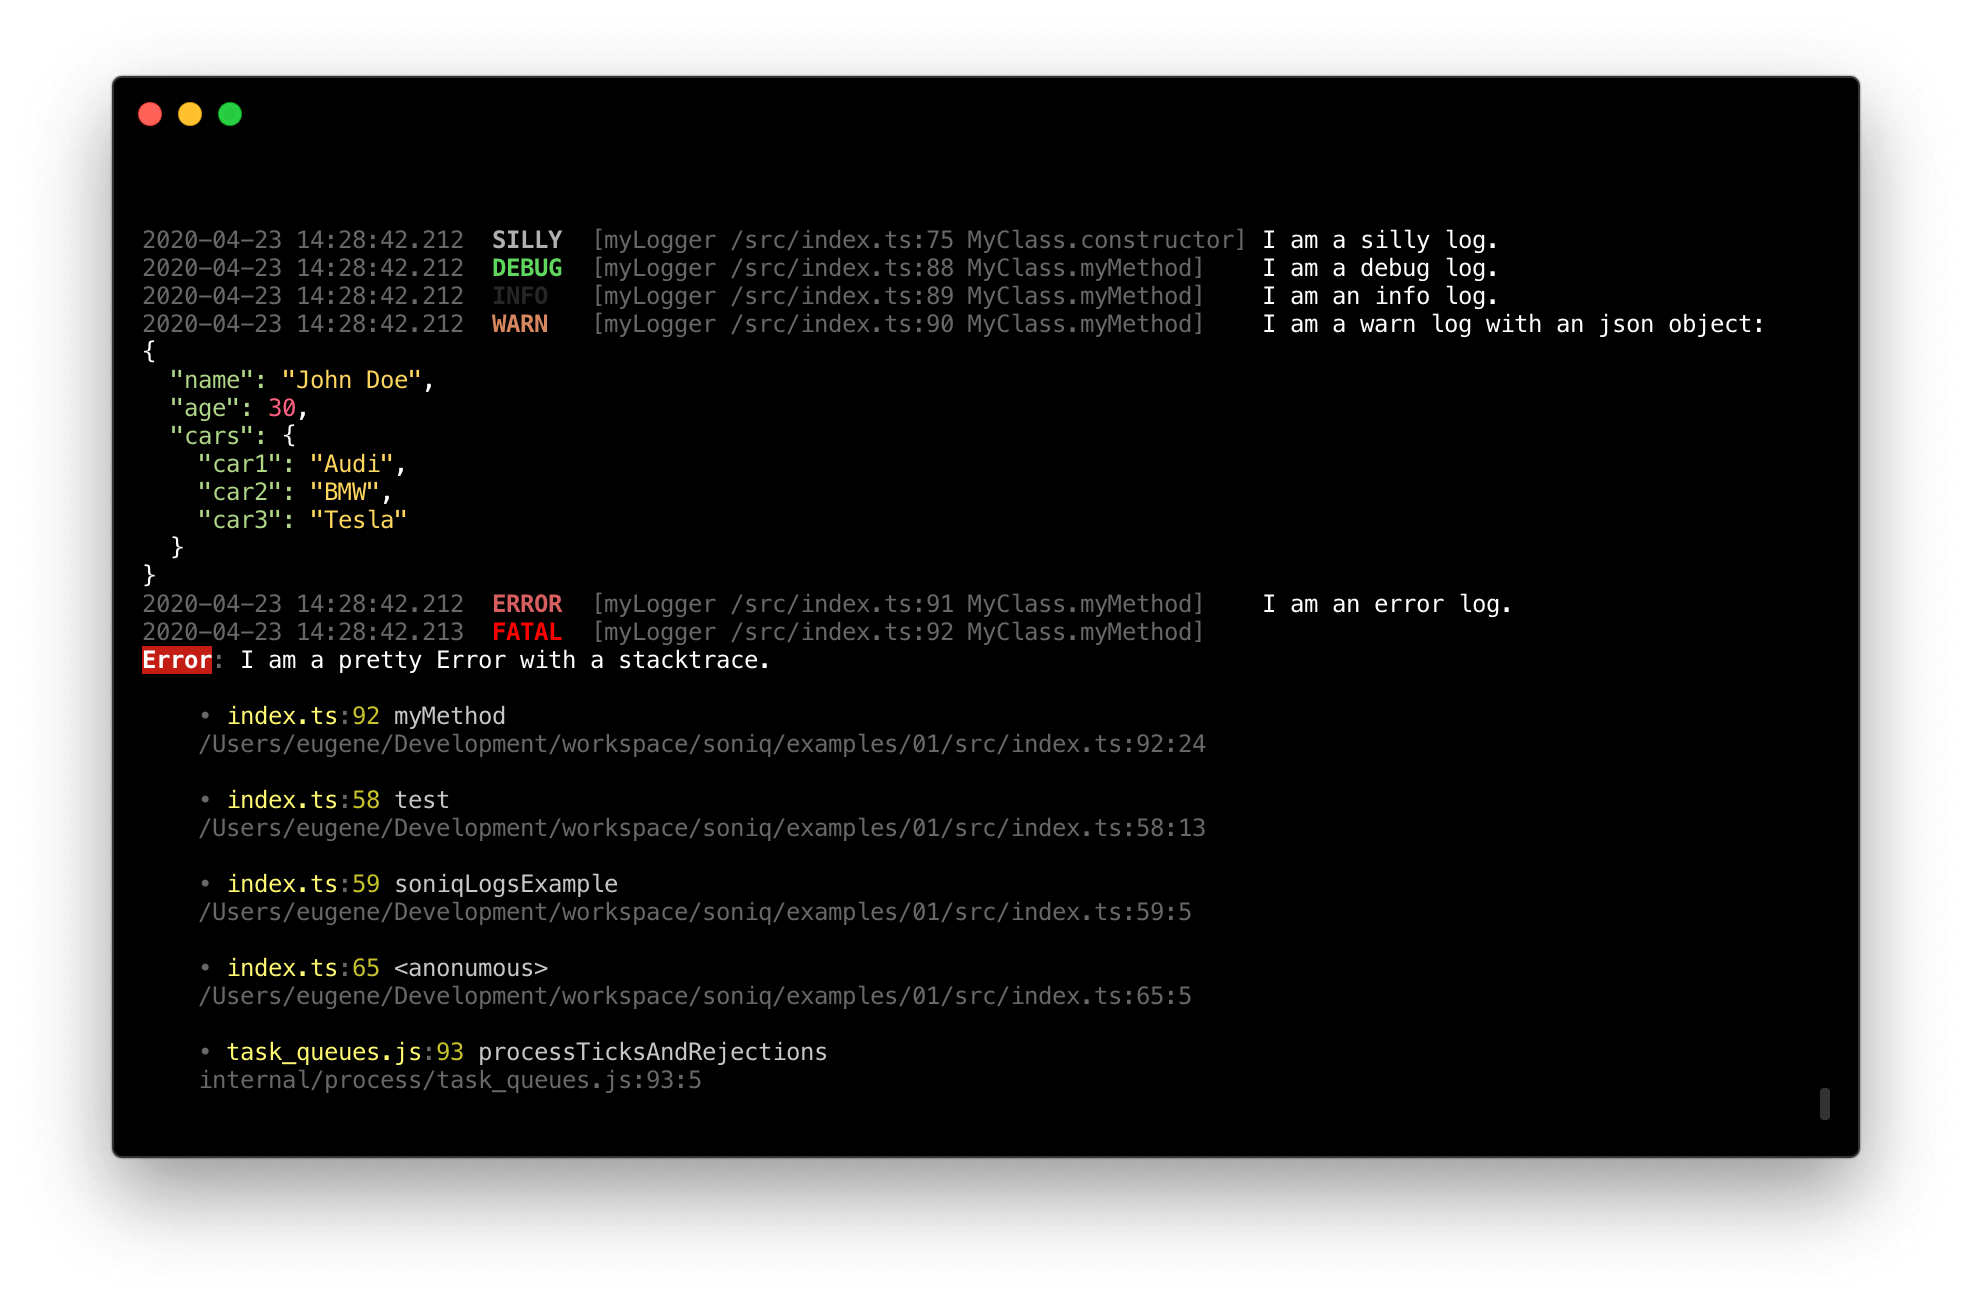 2020-04-23 14:28:42.212  SILLY  [myLogger /src/index.ts:75 MyClass.constructor] I am a silly log.
2020-04-23 14:28:42.212  DEBUG  [myLogger /src/index.ts:88 MyClass.myMethod]    I am a debug log.
2020-04-23 14:28:42.212  INFO   [myLogger /src/index.ts:89 MyClass.myMethod]    I am an info log.
2020-04-23 14:28:42.212  WARN   [myLogger /src/index.ts:90 MyClass.myMethod]    I am a warn log with an json object:
{
  "name": "John Doe",
  "age": 30,
  "cars": {
    "car1": "Audi",
    "car2": "BMW",
    "car3": "Tesla"
  }
}
2020-04-23 14:28:42.212  ERROR  [myLogger /src/index.ts:91 MyClass.myMethod]    I am an error log.
2020-04-23 14:28:42.213  FATAL  [myLogger /src/index.ts:92 MyClass.myMethod]
Error: I am a pretty Error with a stacktrace.
    • index.ts:92 myMethod
    /Users/eugene/Development/workspace/soniq/examples/01/src/index.ts:92:24
    • index.ts:58 test
    /Users/eugene/Development/workspace/soniq/examples/01/src/index.ts:58:13
    • index.ts:59 soniqLogsExample
    /Users/eugene/Development/workspace/soniq/examples/01/src/index.ts:59:5
    • index.ts:65 <anonumous>
    /Users/eugene/Development/workspace/soniq/examples/01/src/index.ts:65:5
    • task_queues.js:93 processTicksAndRejections
    internal/process/task_queues.js:93:5